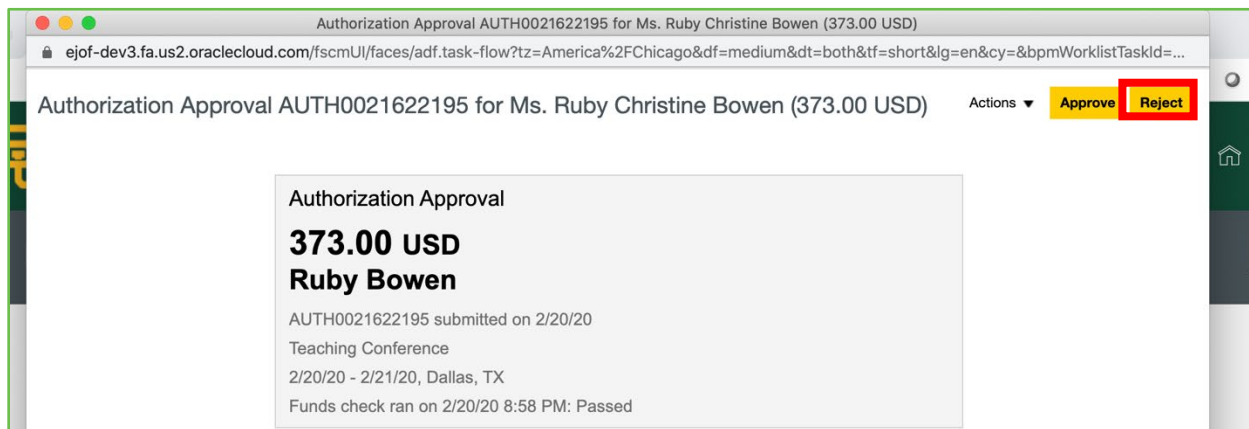 Authorization Approval AUTH0021622195 for Ms. Ruby Christine Bowen (373.00 USD)
ejof-dev3.fa.us2.oraclecloud.com/fscmUI/faces/adf.task-flow?tz=America%2FChicago&df=medium&dt=both&tf=short&lg=en&cy=&bpmWorklistTaskId=...
Authorization Approval AUTH0021622195 for Ms. Ruby Christine Bowen (373.00 USD) Actions ▼ Approve Reject
Authorization Approval
373.00 USD
Ruby Bowen
AUTH0021622195 submitted on 2/20/20
Teaching Conference
2/20/20 - 2/21/20, Dallas, TX
Funds check ran on 2/20/20 8:58 PM: Passed